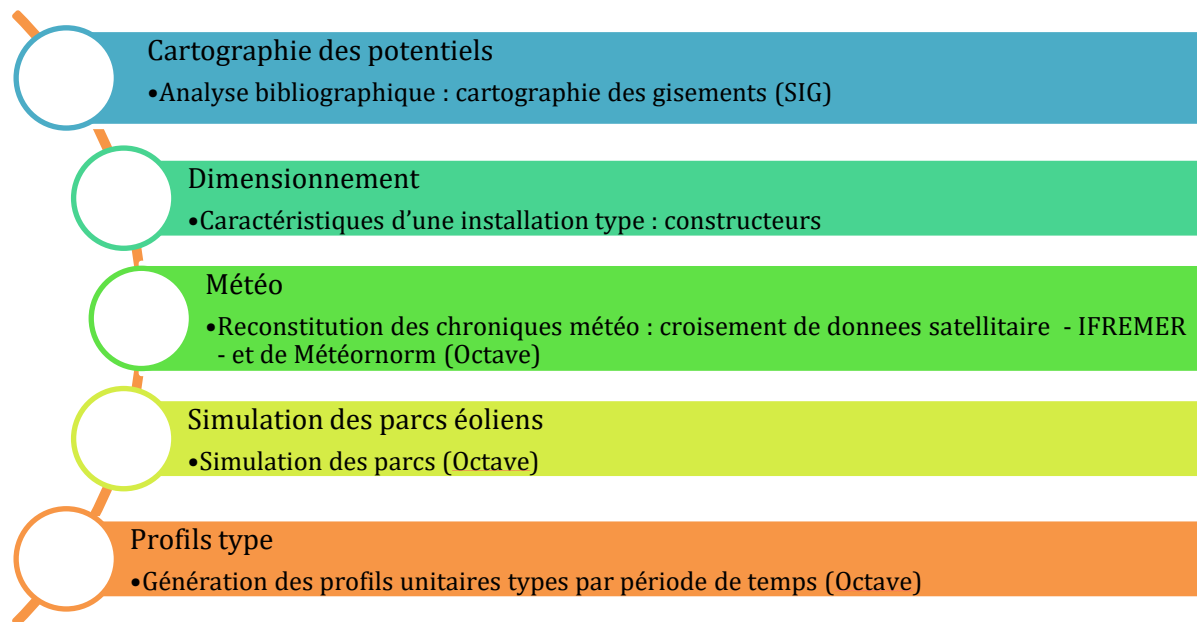 Cartographie des potentiels
•Analyse bibliographique : cartographie des gisements (SIG)
Dimensionnement
•Caractéristiques d’une installation type : constructeurs
Météo
•Reconstitution des chroniques météo : croisement de donnees satellitaire - IFREMER
- et de Météornorm (Octave)
Simulation des parcs éoliens
•Simulation des parcs (Octave)
Profils type
•Génération des profils unitaires types par période de temps (Octave)